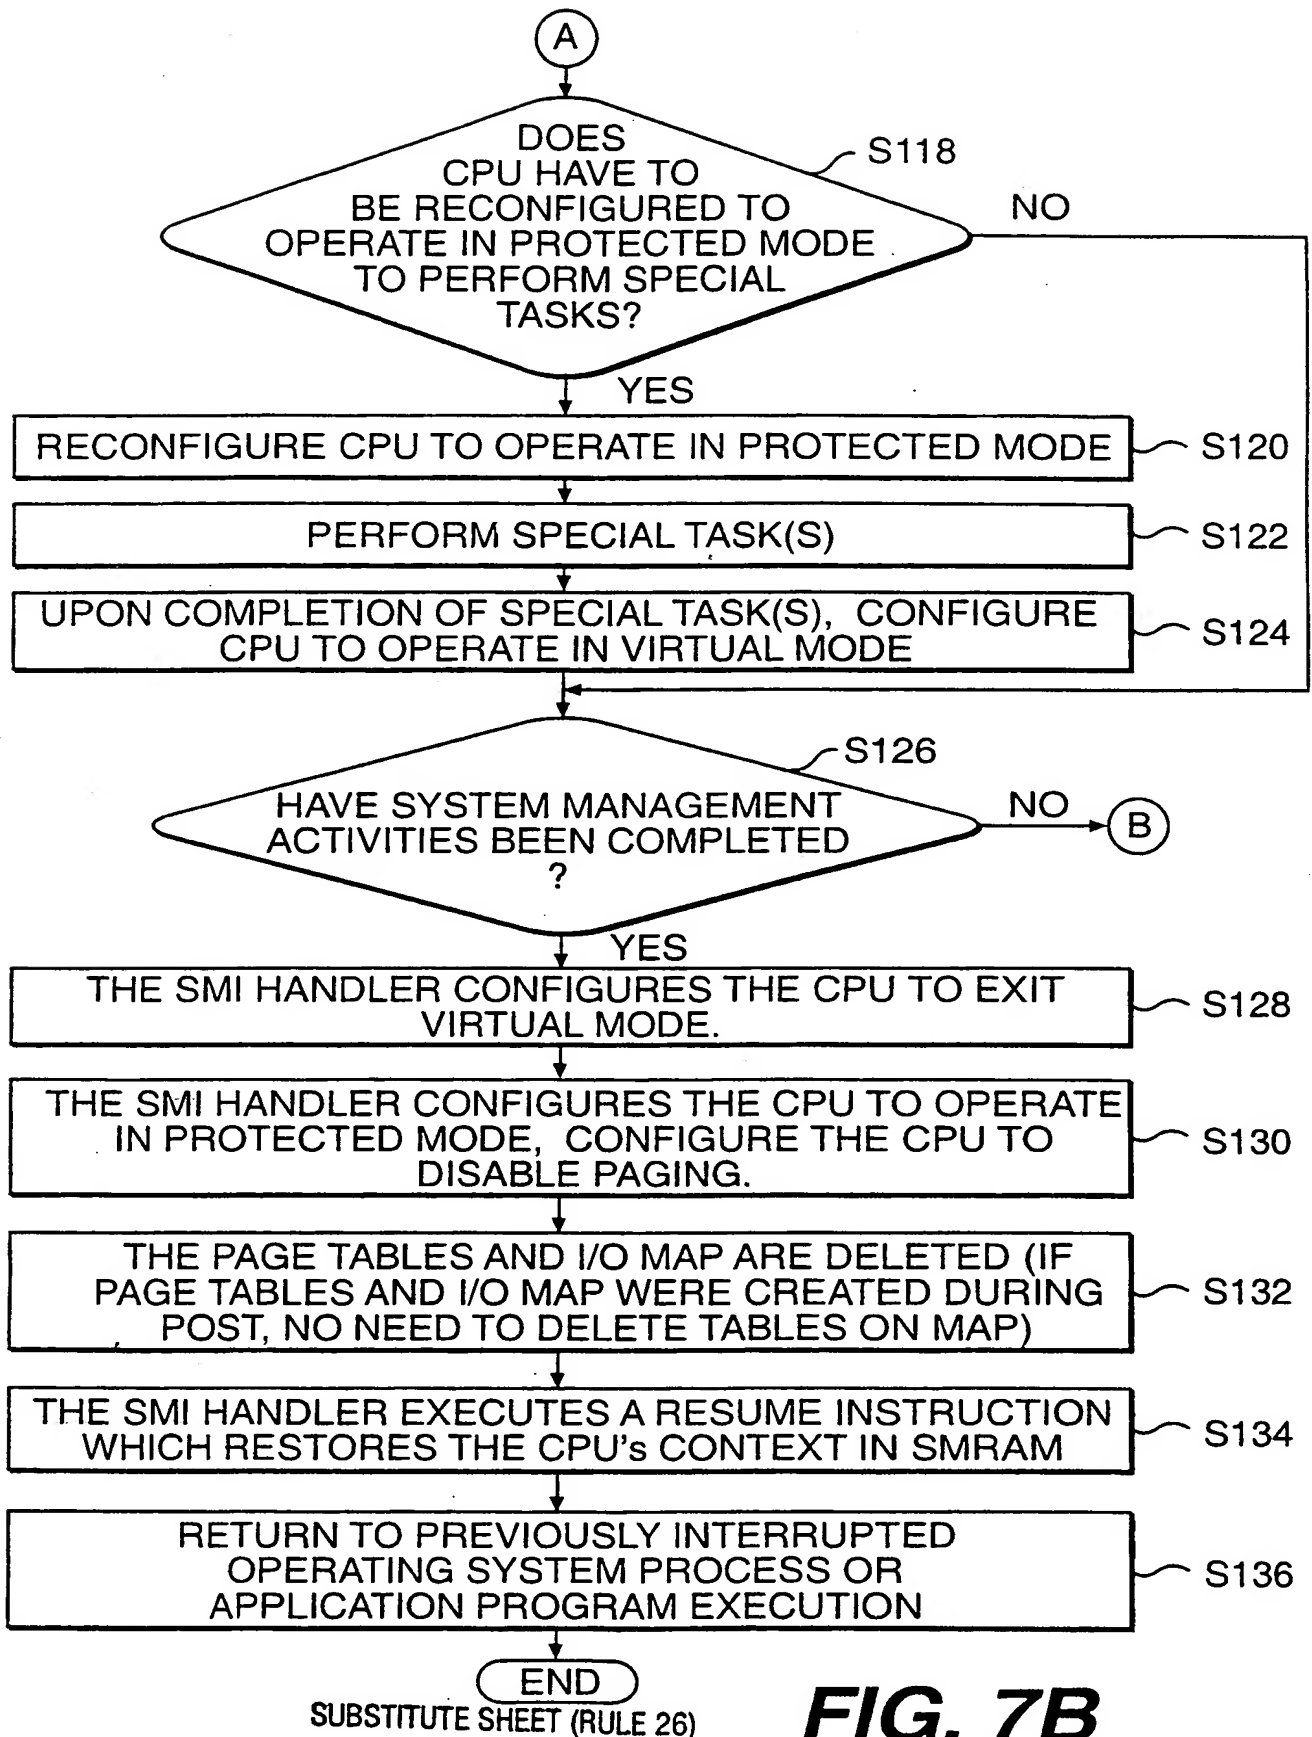 A
DOES
CPU HAVE TO
BE RECONFIGURED TO
OPERATE IN PROTECTED MODE
TO PERFORM SPECIAL
TASKS?
S118
NO
YES
RECONFIGURE CPU TO OPERATE IN PROTECTED MODE
S120
PERFORM SPECIAL TASK(S)
S122
UPON COMPLETION OF SPECIAL TASK(S), CONFIGURE
CPU TO OPERATE IN VIRTUAL MODE
S124
S126
HAVE SYSTEM MANAGEMENT
ACTIVITIES BEEN COMPLETED
?
NO
B
YES
THE SMI HANDLER CONFIGURES THE CPU TO EXIT
VIRTUAL MODE.
S128
THE SMI HANDLER CONFIGURES THE CPU TO OPERATE
IN PROTECTED MODE, CONFIGURE THE CPU TO
DISABLE PAGING.
S130
THE PAGE TABLES AND I/O MAP ARE DELETED (IF
PAGE TABLES AND I/O MAP WERE CREATED DURING
POST, NO NEED TO DELETE TABLES ON MAP)
S132
THE SMI HANDLER EXECUTES A RESUME INSTRUCTION
WHICH RESTORES THE CPU's CONTEXT IN SMRAM
S134
RETURN TO PREVIOUSLY INTERRUPTED
OPERATING SYSTEM PROCESS OR
APPLICATION PROGRAM EXECUTION
S136
END
SUBSTITUTE SHEET (RULE 26)
FIG. 7B